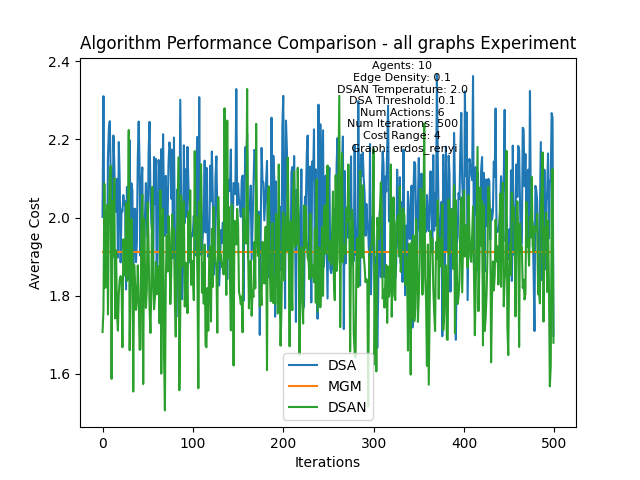 Algorithm Performance Comparison - all graphs Experiment
Agents: 10
Edge Density: 0.1
DSAN Temperature: 2.0
DSA Threshold: 0.1
Num Actions: 6
Num Iterations: 500
Cost Range: 4
Graph: erdos_renyi
2.4
2.2
2.0
1.8
1.6
Average Cost
DSA
MGM
DSAN
0
100
200
300
400
500
Iterations